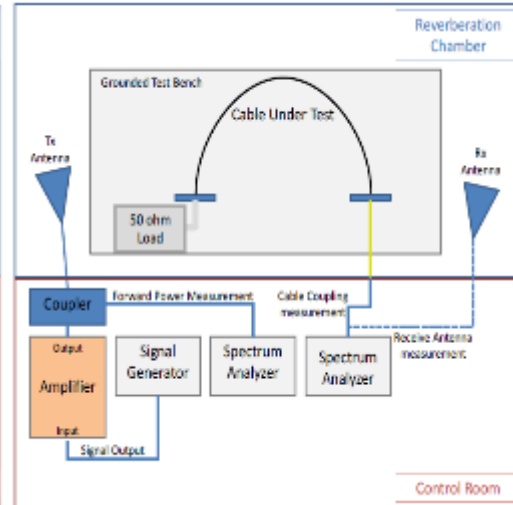 Reverberation
Chamber
Grounded Test Bench
Cable Under Test
Tx
Antenna
Rx
Antenna
50 ohm
Load
Coupler
Forward Power Measurement
Cable Coupling
measurement
Receive Antenna
measurement
Output
Amplifier
Input
Signal
Generator
Spectrum
Analyzer
Spectrum
Analyzer
Signal Output
Control Room